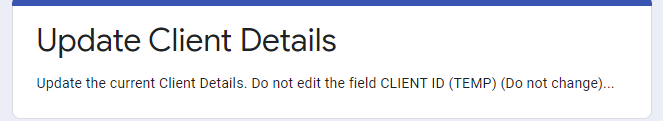 Update Client Details
Update the current Client Details. Do not edit the field CLIENT ID (TEMP) (Do not change)...